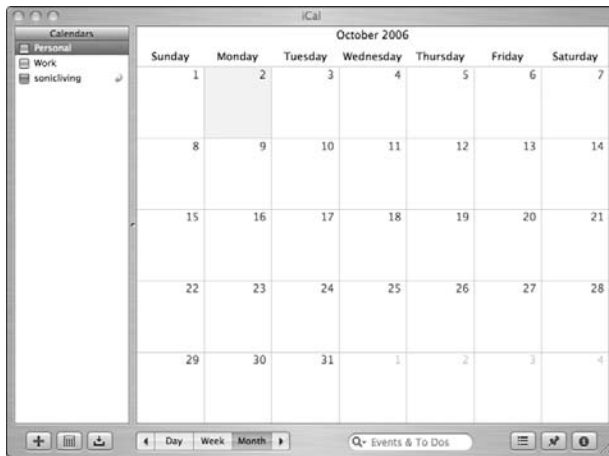 iCal
Calendars
Personal
Work
sonicliving
October 2006
Sunday Monday Tuesday Wednesday Thursday Friday Saturday
1 2 3 4 5 6 7
8 9 10 11 12 13 14
15 16 17 18 19 20 21
22 23 24 25 26 27 28
29 30 31 1 2 3 4
Day Week Month
Events & To Dos